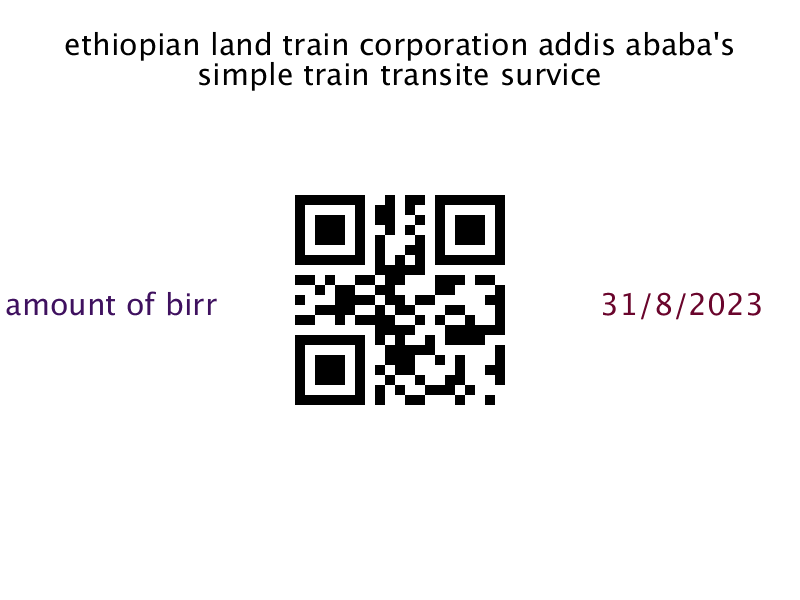 ethiopian land train corporation addis ababa's
simple train transite survice
amount of birr
31/8/2023